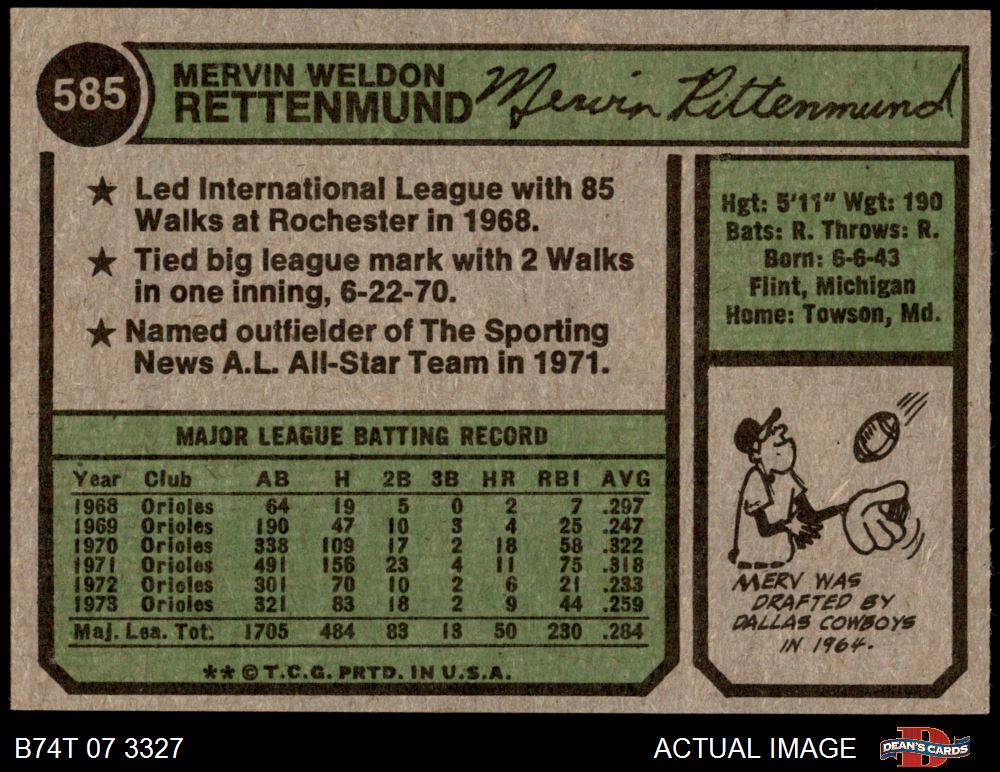 585
MERVIN WELDON
RETTENMUND
Mervin Rettenmund
★ Led International League with 85
Walks at Rochester in 1968.
★ Tied big league mark with 2 Walks
in one inning, 6-22-70.
★ Named outfielder of The Sporting
News A.L. All-Star Team in 1971.
Hgt: 5'11" Wgt: 190
Bats: R. Throws: R.
Born: 6-6-43
Flint, Michigan
Home: Towson, Md.
MAJOR LEAGUE BATTING RECORD
Year Club AB H 2B 3B HR RBI AVG
1968 Orioles 64 19 5 0 2 7 .297
1969 Orioles 190 47 10 3 4 25 .247
1970 Orioles 338 109 17 2 18 58 .322
1971 Orioles 491 156 23 4 11 75 .318
1972 Orioles 301 70 10 2 6 21 .233
1973 Orioles 321 83 18 2 9 44 .259
Maj. Lea. Tot. 1705 484 83 13 50 230 .284
** © T.C.G. PRTD. IN U.S.A.
MERV WAS
DRAFTED BY
DALLAS COWBOYS
IN 1964.
B74T 07 3327
ACTUAL IMAGE
DEAN'S CARDS